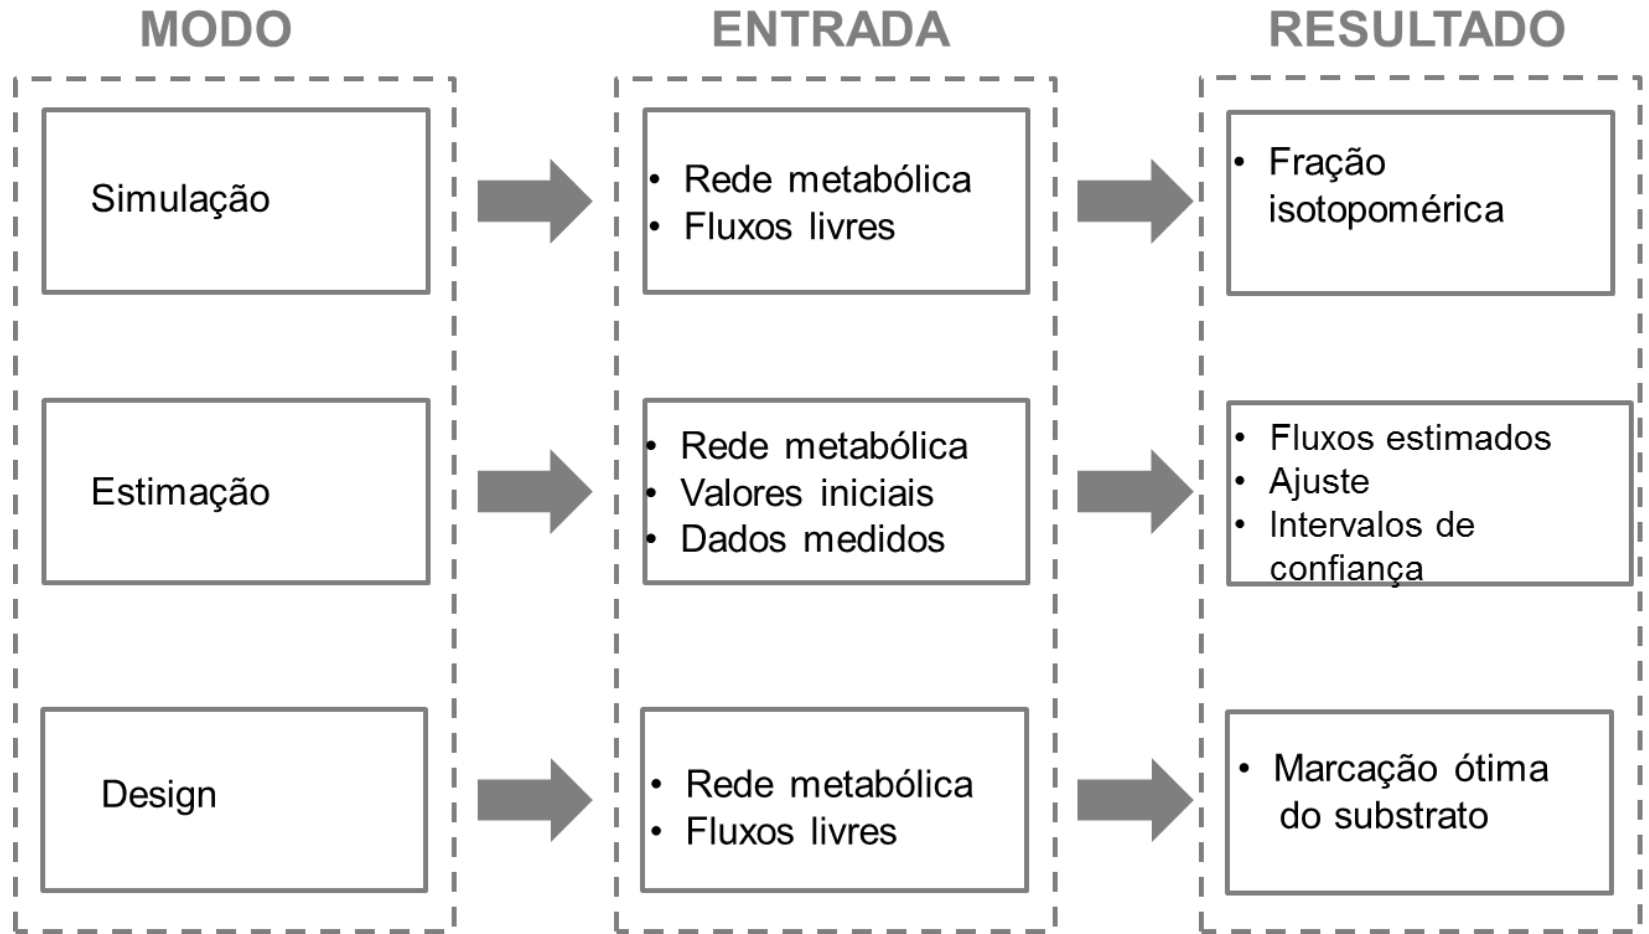 MODO
ENTRADA
RESULTADO
Simulação
• Rede metabólica
• Fluxos livres
• Fração
isotopomérica
Estimação
• Rede metabólica
• Valores iniciais
• Dados medidos
• Fluxos estimados
• Ajuste
• Intervalos de
confiança
Design
• Rede metabólica
• Fluxos livres
• Marcação ótima
do substrato